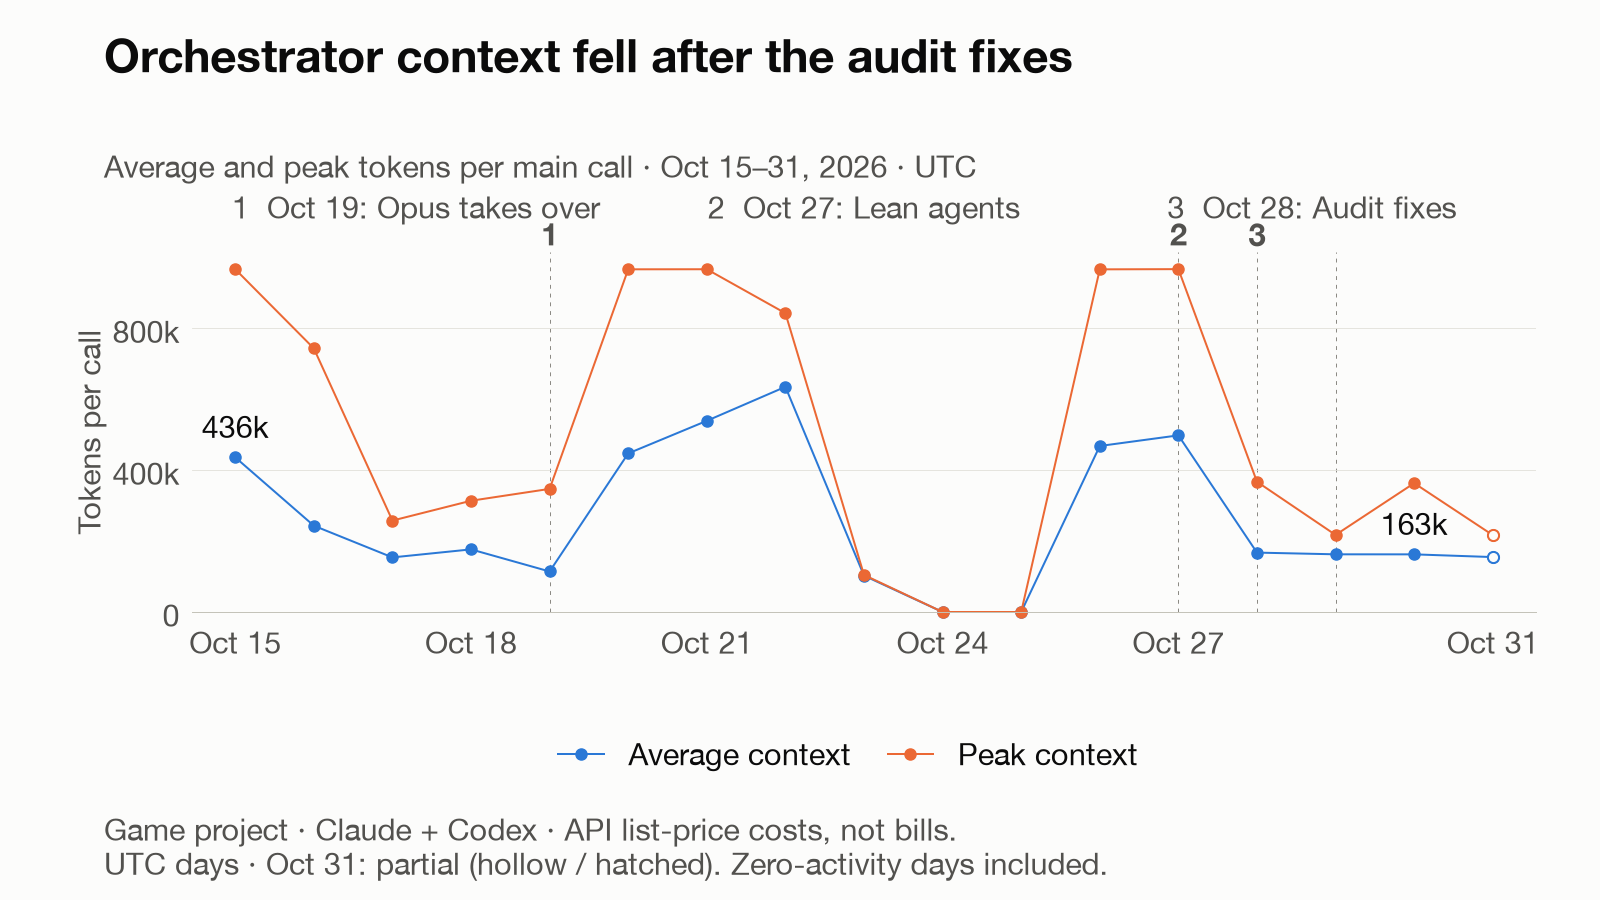 Orchestrator context fell after the audit fixes
Average and peak tokens per main call · Oct 15–31, 2026 · UTC
1 Oct 19: Opus takes over 2 Oct 27: Lean agents 3 Oct 28: Audit fixes
1 2 3
Tokens per call
800k
436k
400k
163k
0
Oct 15 Oct 18 Oct 21 Oct 24 Oct 27 Oct 31
Average context Peak context
Game project · Claude + Codex · API list-price costs, not bills.
UTC days · Oct 31: partial (hollow / hatched). Zero-activity days included.